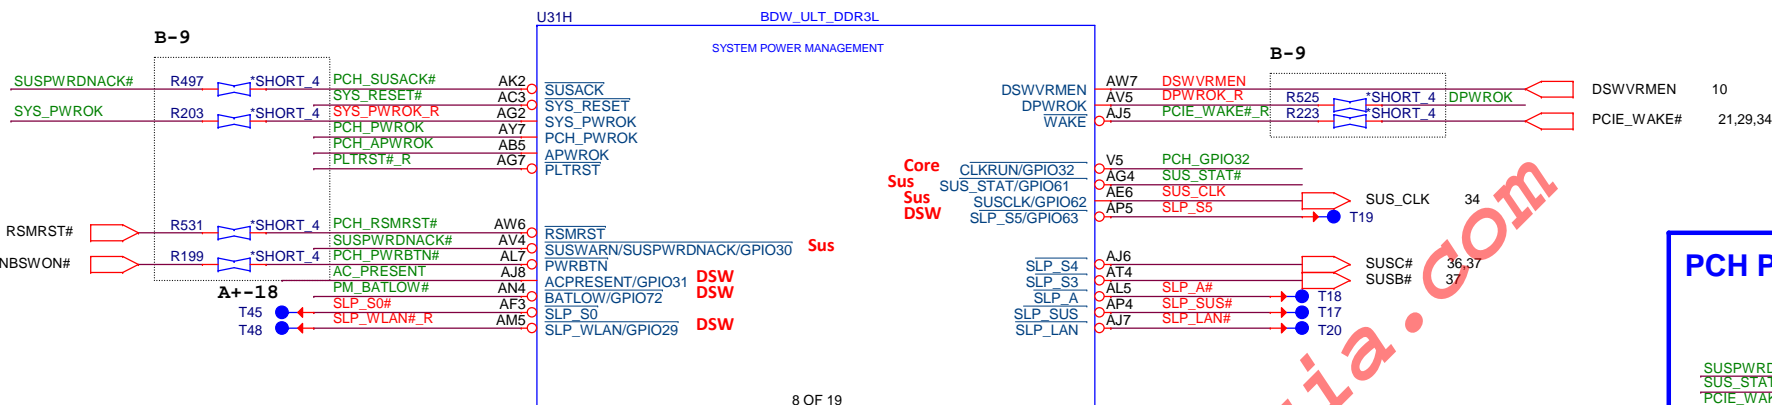 U31H
BDW_ULT_DDR3L
B-9
SYSTEM POWER MANAGEMENT
B-9
SUSPWRDNACK# R497 *SHORT_4 PCH_SUSACK# AK2 SUSACK
SYS_RESET# AC3 SYS_RESET
SYS_PWROK R203 *SHORT_4 SYS_PWROK_R AG2 SYS_PWROK
PCH_PWROK AY7 PCH_PWROK
PCH_APWROK AB5 APWROK
PLTRST#_R AG7 PLTRST
DSWVRMEN AW7 DSWVRMEN DSWVRMEN 10
DPWROK AV5 DPWROK_R R525 *SHORT_4 DPWROK
WAKE AJ5 PCIE_WAKE#_R R223 *SHORT_4 PCIE_WAKE# 21,29,34
Core CLKRUN/GPIO32 V5 PCH_GPIO32
Sus SUS_STAT/GPIO61 AG4 SUS_STAT#
Sus SUSCLK/GPIO62 AE6 SUS_CLK SUS_CLK 34
DSW SLP_S5/GPIO63 AP5 SLP_S5 T19
RSMRST# R531 *SHORT_4 PCH_RSMRST# AW6 RSMRST
SUSPWRDNACK# AV4 SUSWARN/SUSPWRDNACK/GPIO30 Sus
NBSWON# R199 *SHORT_4 PCH_PWRBTN# AL7 PWRBTN
AC_PRESENT AJ8 ACPRESENT/GPIO31 DSW
A+-18
PM_BATLOW# AN4 BATLOW/GPIO72 DSW
T45 SLP_S0# AF3 SLP_S0
T48 SLP_WLAN#_R AM5 SLP_WLAN/GPIO29 DSW
SLP_S4 AJ6 SUSC# 36,37
SLP_S3 AT4 SUSB# 37
SLP_A AL5 SLP_A# T18
SLP_SUS AP4 SLP_SUS# T17
SLP_LAN AJ7 SLP_LAN# T20
8 OF 19
PCH P
SUSPWRD
SUS_STAT
PCIE_WAK
ia.com